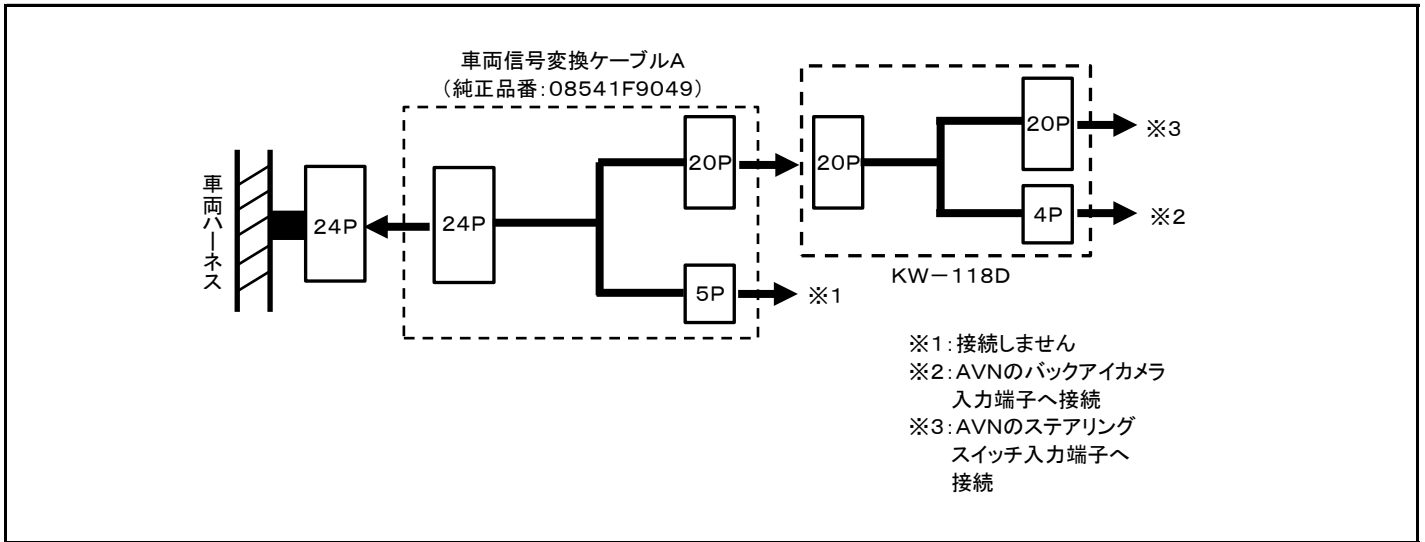 車両信号変換ケーブルA
（純正品番：08541F9049）
車両ハーネス
24P
24P
20P
5P
※1
20P
20P
4P
※3
※2
KW－118D
※1：接続しません
※2：AVNのバックアイカメラ
入力端子へ接続
※3：AVNのステアリング
スイッチ入力端子へ
接続